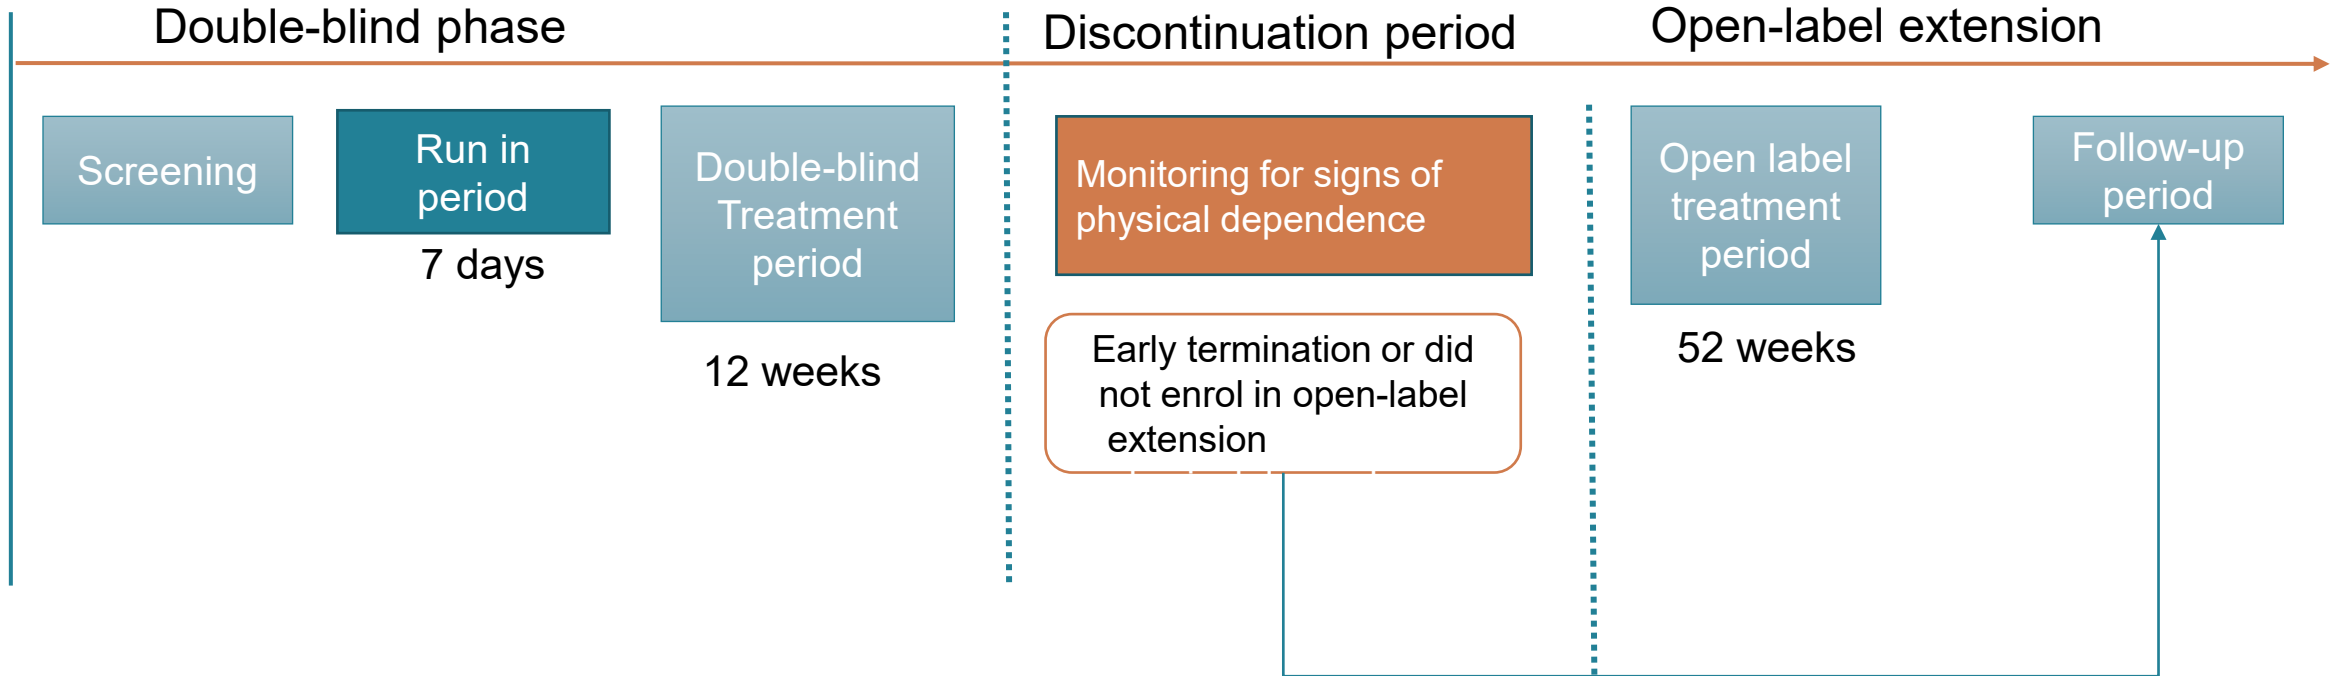 Double-blind phase
Discontinuation period
Open-label extension
Screening
Run in
period
7 days
Double-blind
Treatment
period
12 weeks
Monitoring for signs of
physical dependence
Early termination or did
not enrol in open-label
extension
Open label
treatment
period
52 weeks
Follow-up
period